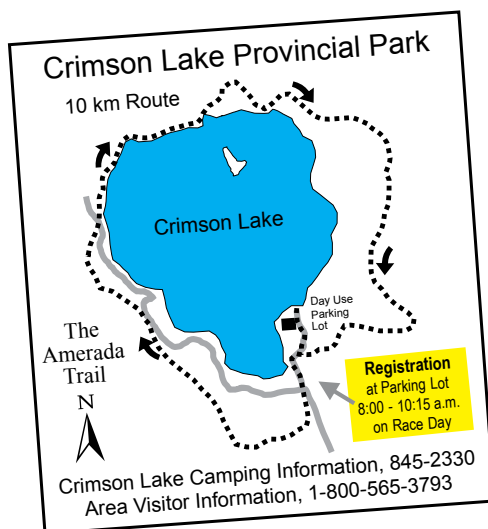 Crimson Lake Provincial Park
10 km Route
Crimson Lake
Day Use
Parking
Lot
The
Amerada
Trail
N
Registration
at Parking Lot
8:00 - 10:15 a.m.
on Race Day
Crimson Lake Camping Information, 845-2330
Area Visitor Information, 1-800-565-3793